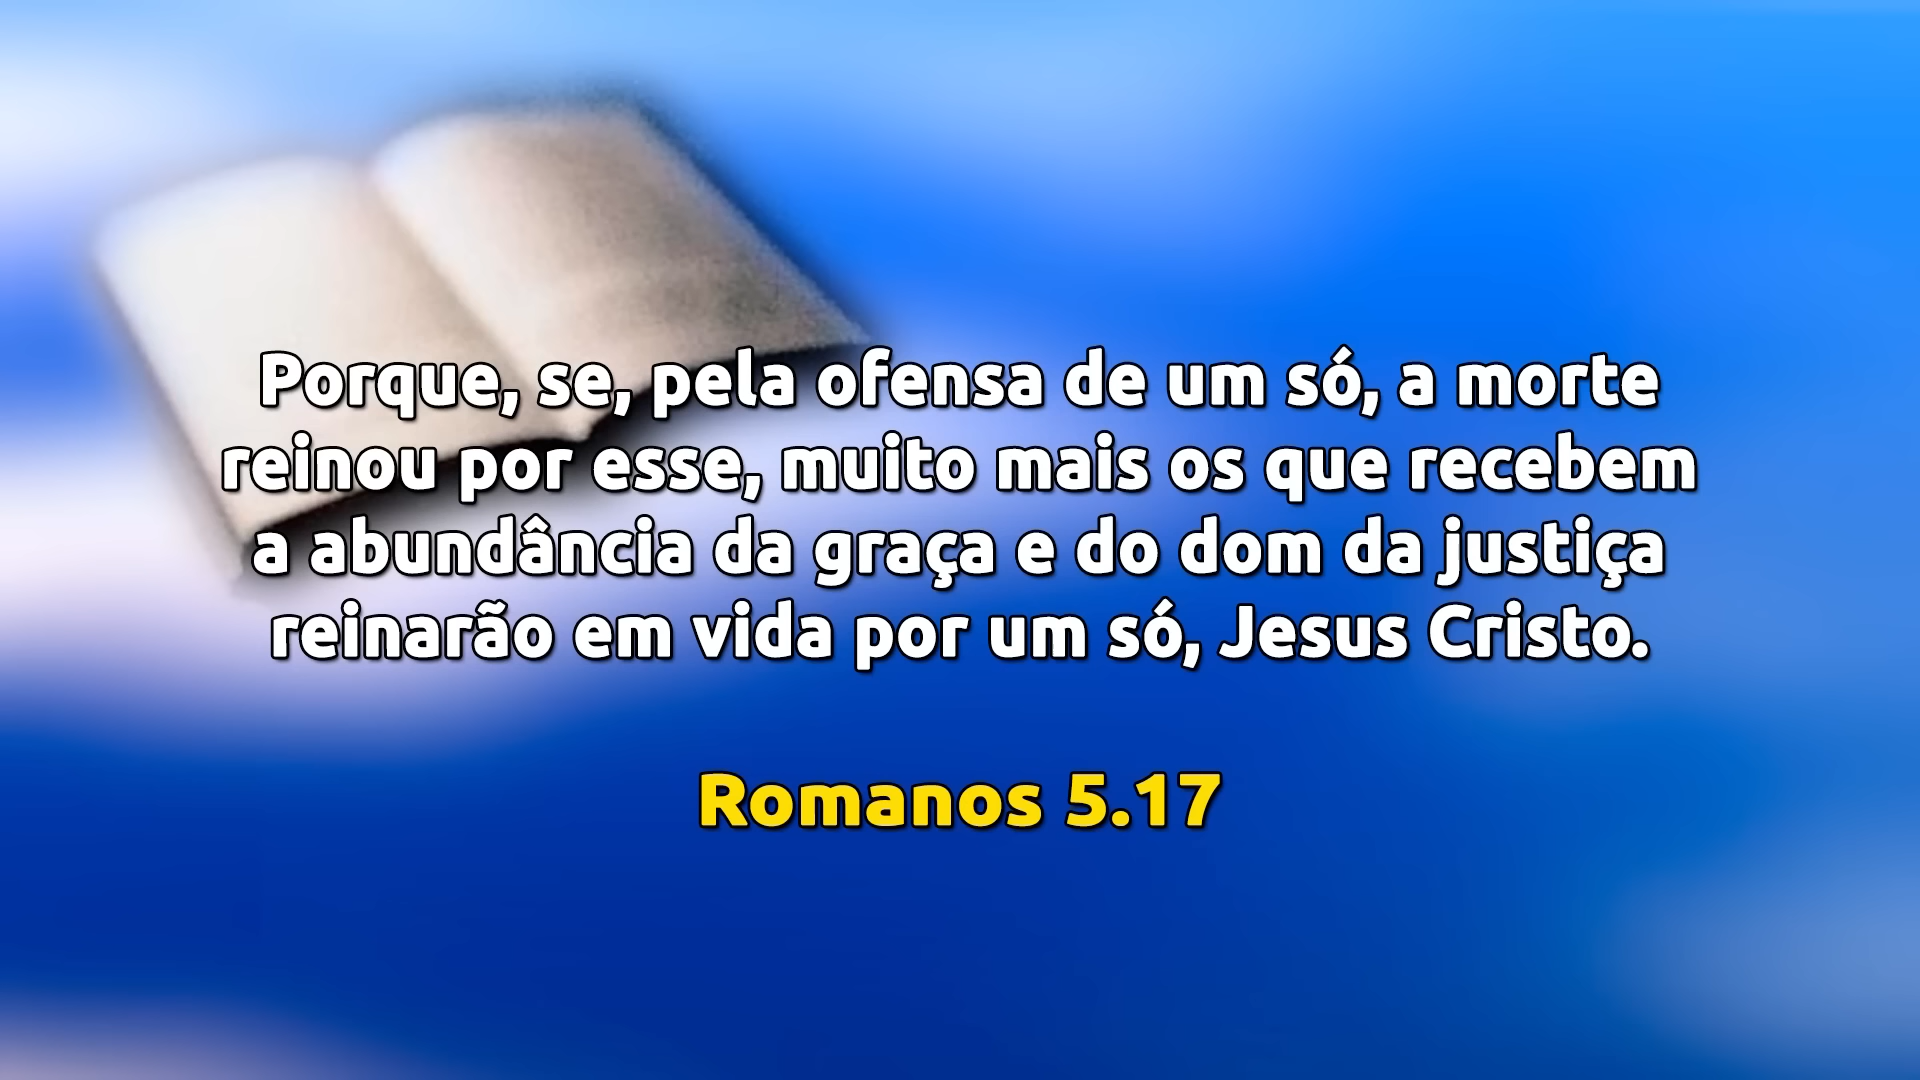 Porque, se, pela ofensa de um só, a morte
reinou por esse, muito mais os que recebem
a abundância da graça e do dom da justiça
reinarão em vida por um só, Jesus Cristo.
Romanos 5.17